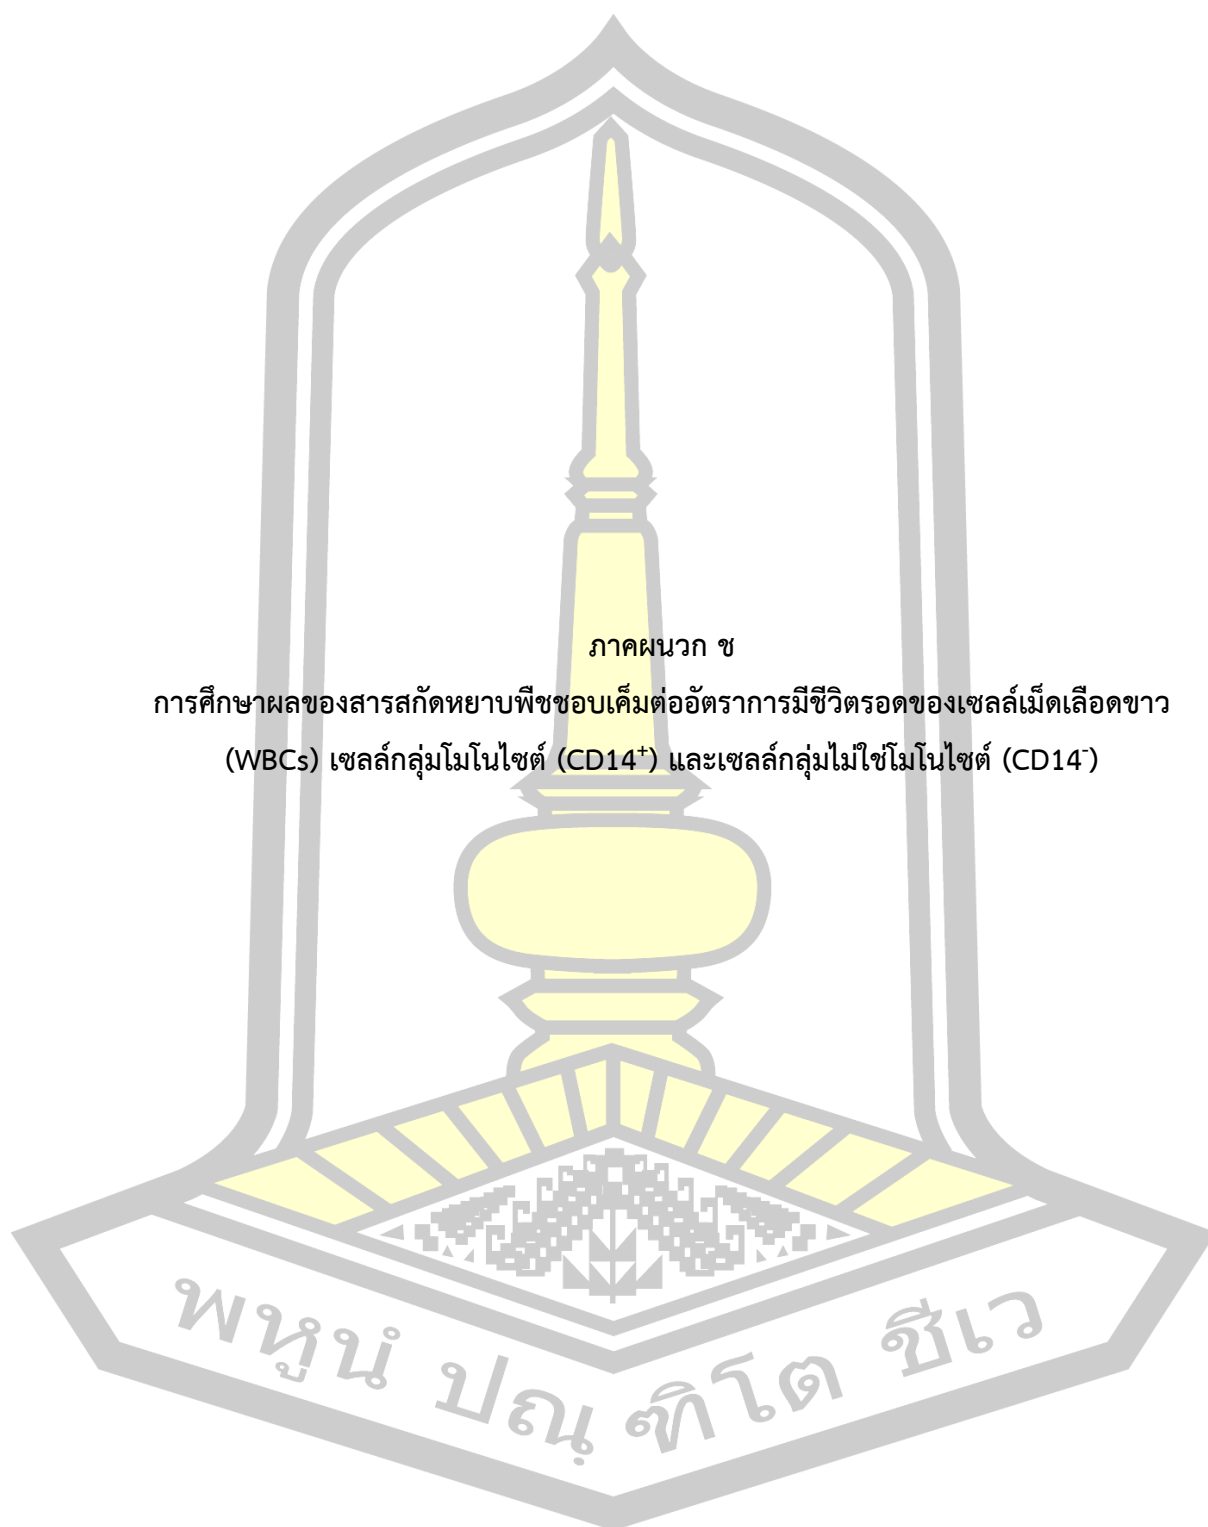 ภาคผนวก ช
การศึกษาผลของสารสกัดหยาบพืชชอบเค็มต่ออัตราการมีชีวิตรอดของเซลล์เม็ดเลือดขาว
(WBCs) เซลล์กลุ่มโมโนไซต์ (CD14⁺) และเซลล์กลุ่มไม่ใช่โมโนไซต์ (CD14⁻)
พหูนํ ปณฺฑิโต ชีเว